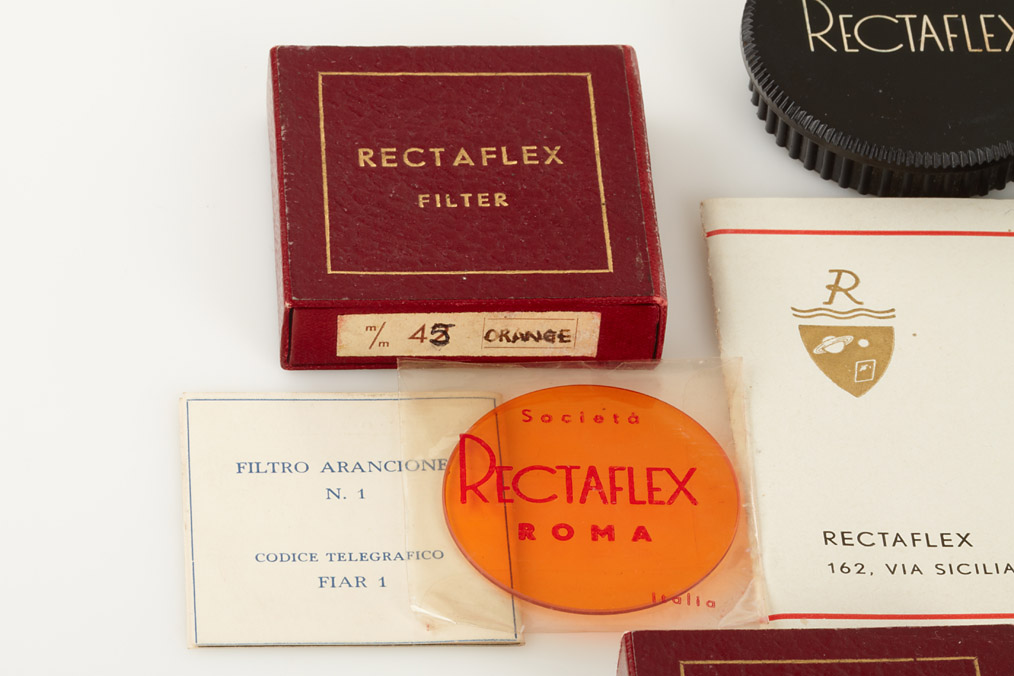 RECTAFLEX
RECTAFLEX
FILTER
m/m 45 ORANGE
R
FILTRO ARANCIONE
N. 1
CODICE TELEGRAFICO
FIAR 1
Società
RECTAFLEX
ROMA
Italia
RECTAFLEX
162, VIA SICILIA